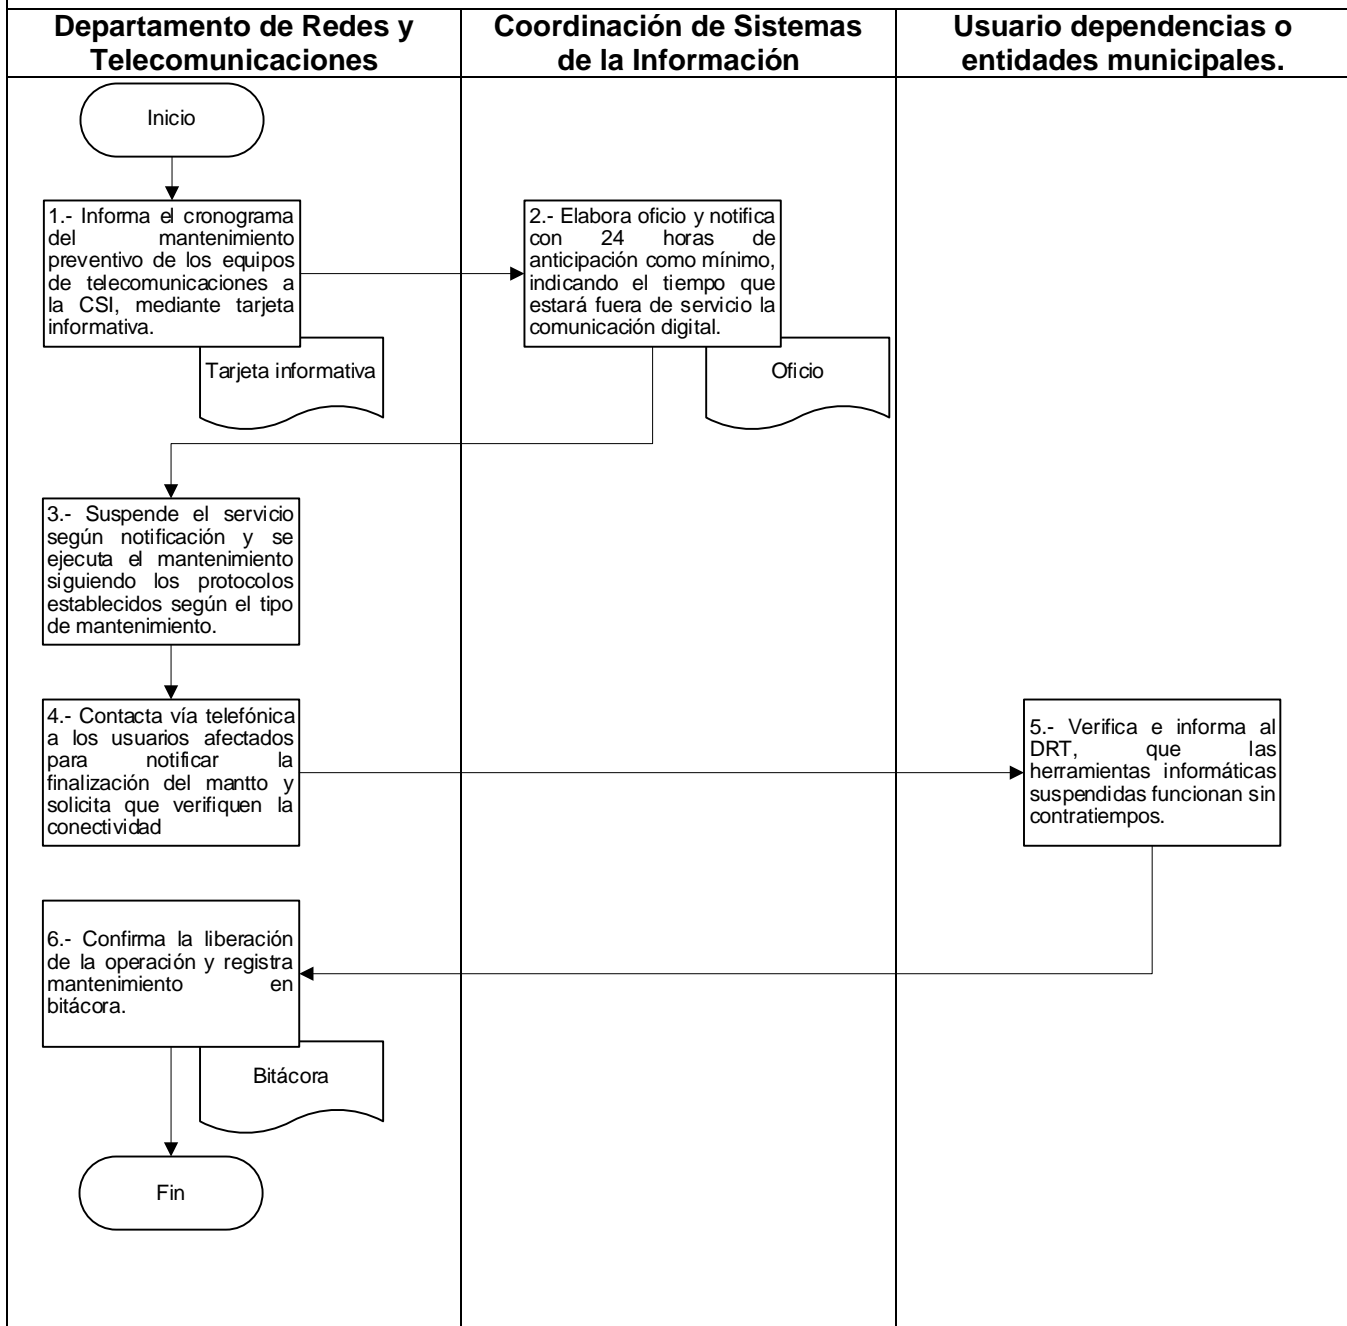 Departamento de Redes y
Telecomunicaciones
Coordinación de Sistemas
de la Información
Usuario dependencias o
entidades municipales.
Inicio
1.- Informa el cronograma
del mantenimiento
preventivo de los equipos
de telecomunicaciones a
la CSI, mediante tarjeta
informativa.
Tarjeta informativa
2.- Elabora oficio y notifica
con 24 horas de
anticipación como mínimo,
indicando el tiempo que
estará fuera de servicio la
comunicación digital.
Oficio
3.- Suspende el servicio
según notificación y se
ejecuta el mantenimiento
siguiendo los protocolos
establecidos según el tipo
de mantenimiento.
4.- Contacta vía telefónica
a los usuarios afectados
para notificar la
finalización del mantto y
solicita que verifiquen la
conectividad
5.- Verifica e informa al
DRT, que las
herramientas informáticas
suspendidas funcionan sin
contratiempos.
6.- Confirma la liberación
de la operación y registra
mantenimiento en
bitácora.
Bitácora
Fin